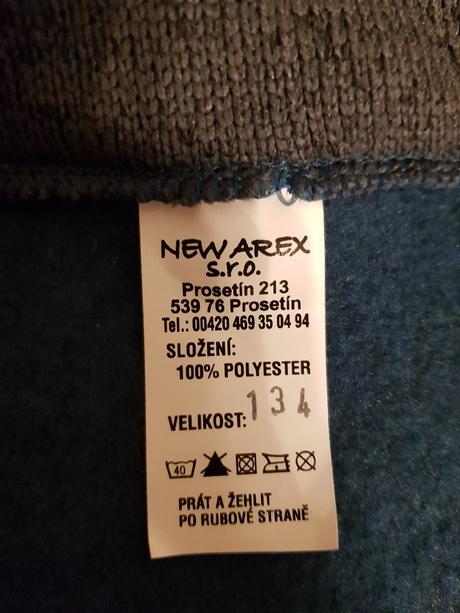 NEW AREX
s.r.o.
Prosetín 213
539 76 Prosetín
Tel.: 00420 469 35 04 94
SLOŽENÍ:
100% POLYESTER
VELIKOST: 134
40
PRÁT A ŽEHLIT
PO RUBOVÉ STRANĚ